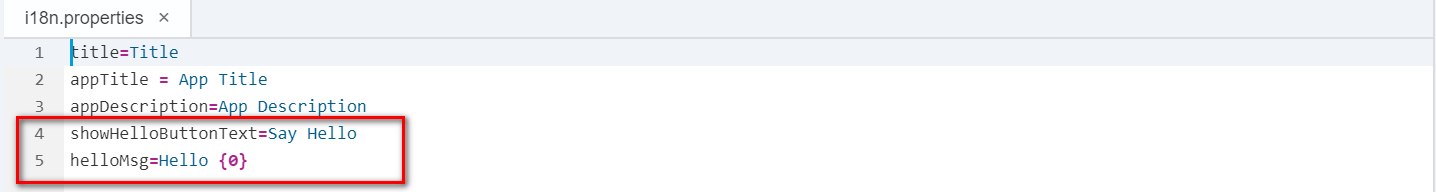 i18n.properties ×
1 title=Title
2 appTitle = App Title
3 appDescription=App Description
4 showHelloButtonText=Say Hello
5 helloMsg=Hello {0}